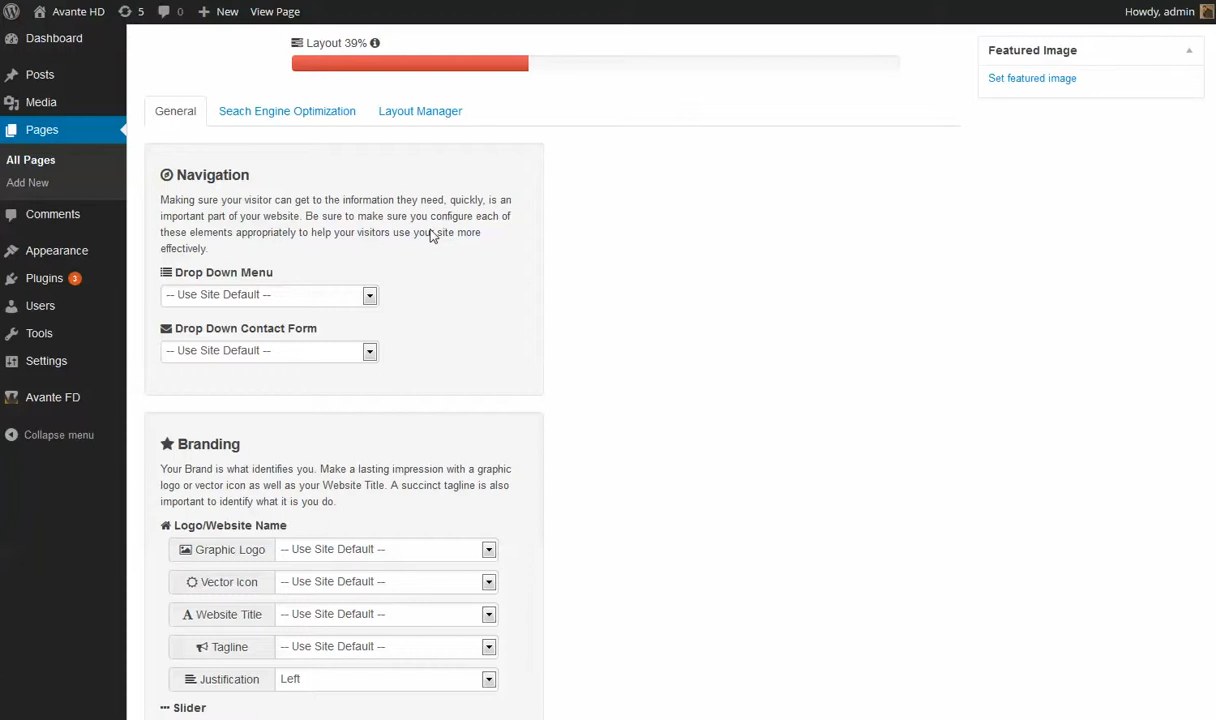 Avante HD
5
0
New
View Page
Howdy, admin
Dashboard
Posts
Media
Pages
All Pages
Add New
Comments
Appearance
Plugins 3
Users
Tools
Settings
Avante FD
Collapse menu
Layout 39%
General
Seach Engine Optimization
Layout Manager
Navigation
Making sure your visitor can get to the information they need, quickly, is an
important part of your website. Be sure to make sure you configure each of
these elements appropriately to help your visitors use your site more
effectively.
Drop Down Menu
-- Use Site Default --
Drop Down Contact Form
-- Use Site Default --
Branding
Your Brand is what identifies you. Make a lasting impression with a graphic
logo or vector icon as well as your Website Title. A succinct tagline is also
important to identify what it is you do.
Logo/Website Name
Graphic Logo -- Use Site Default --
Vector Icon -- Use Site Default --
Website Title -- Use Site Default --
Tagline -- Use Site Default --
Justification Left
Slider
Featured Image
Set featured image